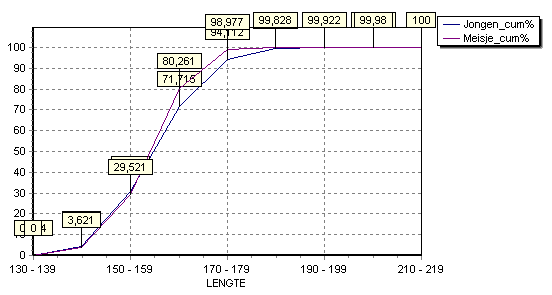 98,977
99,828
99,922
99,98
100
Jongen_cum%
Meisje_cum%
94,112
100
90
80,261
80
71,715
70
60
50
40
29,521
30
20
3,621
10
0
130 - 139
150 - 159
170 - 179
190 - 199
210 - 219
LENGTE